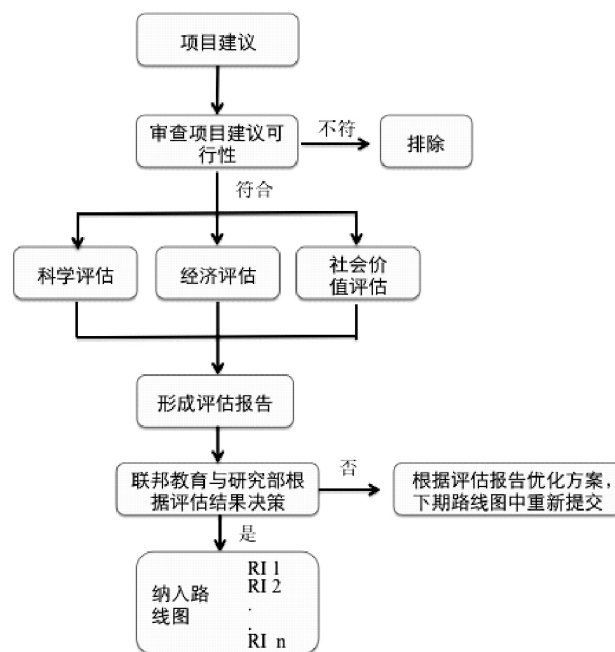 项目建议
审查项目建议可
行性
不符
排除
符合
科学评估
经济评估
社会价
值评估
形成评估报告
联邦教育与研究部根
据评估结果决策
否
根据评估报告优化方案，
下期路线图中重新提交
是
纳入路
线图
RI 1
RI 2
.
.
RI n